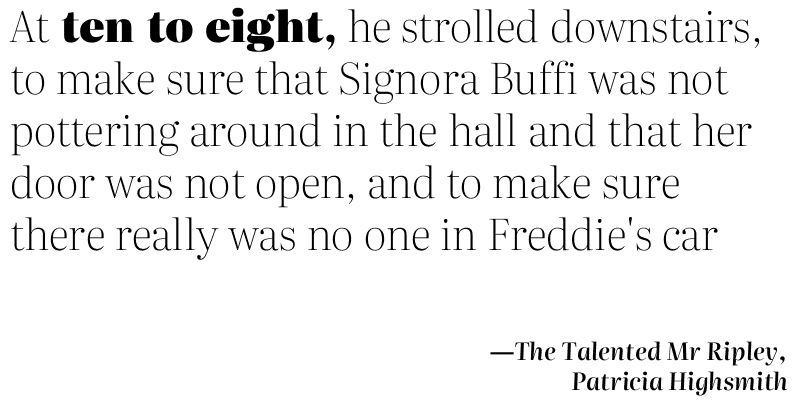 At ten to eight, he strolled downstairs,
to make sure that Signora Buffi was not
pottering around in the hall and that her
door was not open, and to make sure
there really was no one in Freddie's car
—The Talented Mr Ripley,
Patricia Highsmith